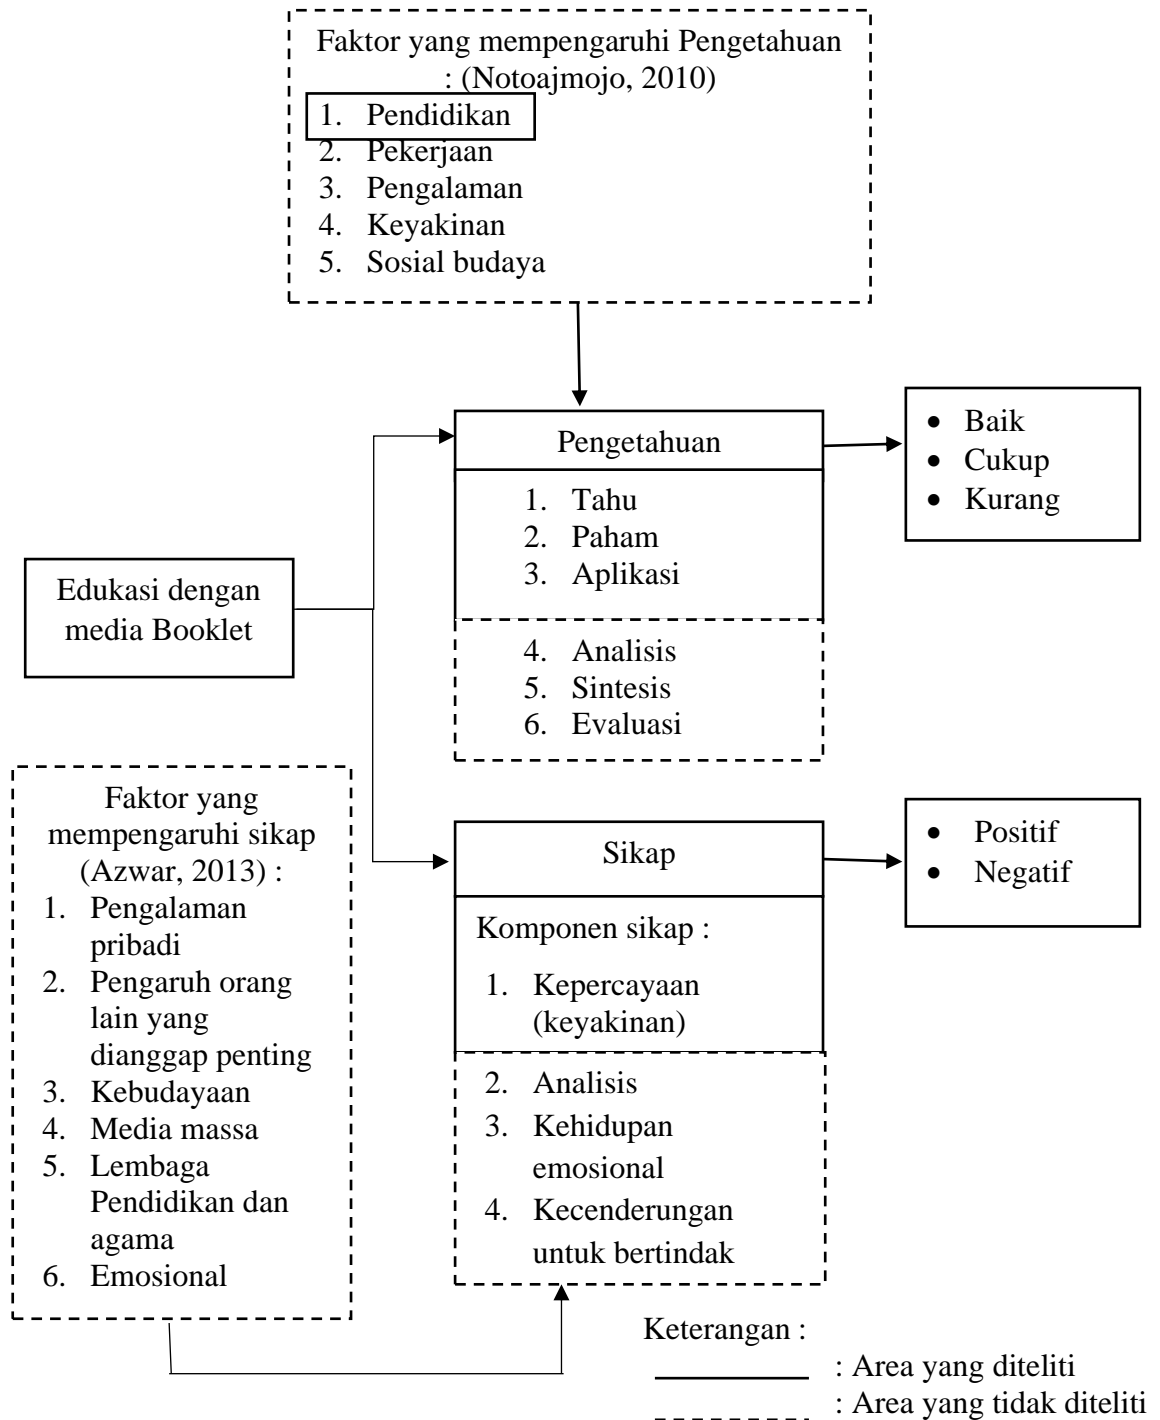 Faktor yang mempengaruhi Pengetahuan
: (Notoajmojo, 2010)
1. Pendidikan
2. Pekerjaan
3. Pengalaman
4. Keyakinan
5. Sosial budaya
Pengetahuan
1. Tahu
2. Paham
3. Aplikasi
4. Analisis
5. Sintesis
6. Evaluasi
• Baik
• Cukup
• Kurang
Edukasi dengan
media Booklet
Faktor yang
mempengaruhi sikap
(Azwar, 2013) :
1. Pengalaman
pribadi
2. Pengaruh orang
lain yang
dianggap penting
3. Kebudayaan
4. Media massa
5. Lembaga
Pendidikan dan
agama
6. Emosional
Sikap
Komponen sikap :
1. Kepercayaan
(keyakinan)
2. Analisis
3. Kehidupan
emosional
4. Kecenderungan
untuk bertindak
• Positif
• Negatif
Keterangan :
: Area yang diteliti
: Area yang tidak diteliti